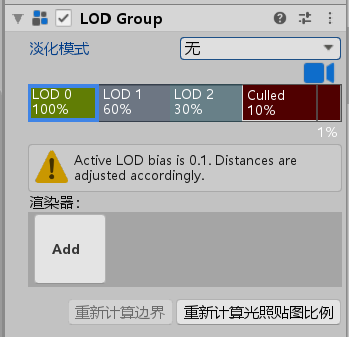 LOD Group
淡化模式
无
LOD 0
100%
LOD 1
60%
LOD 2
30%
Culled
10%
1%
Active LOD bias is 0.1. Distances are
adjusted accordingly.
渲染器：
Add
重新计算边界
重新计算光照贴图比例